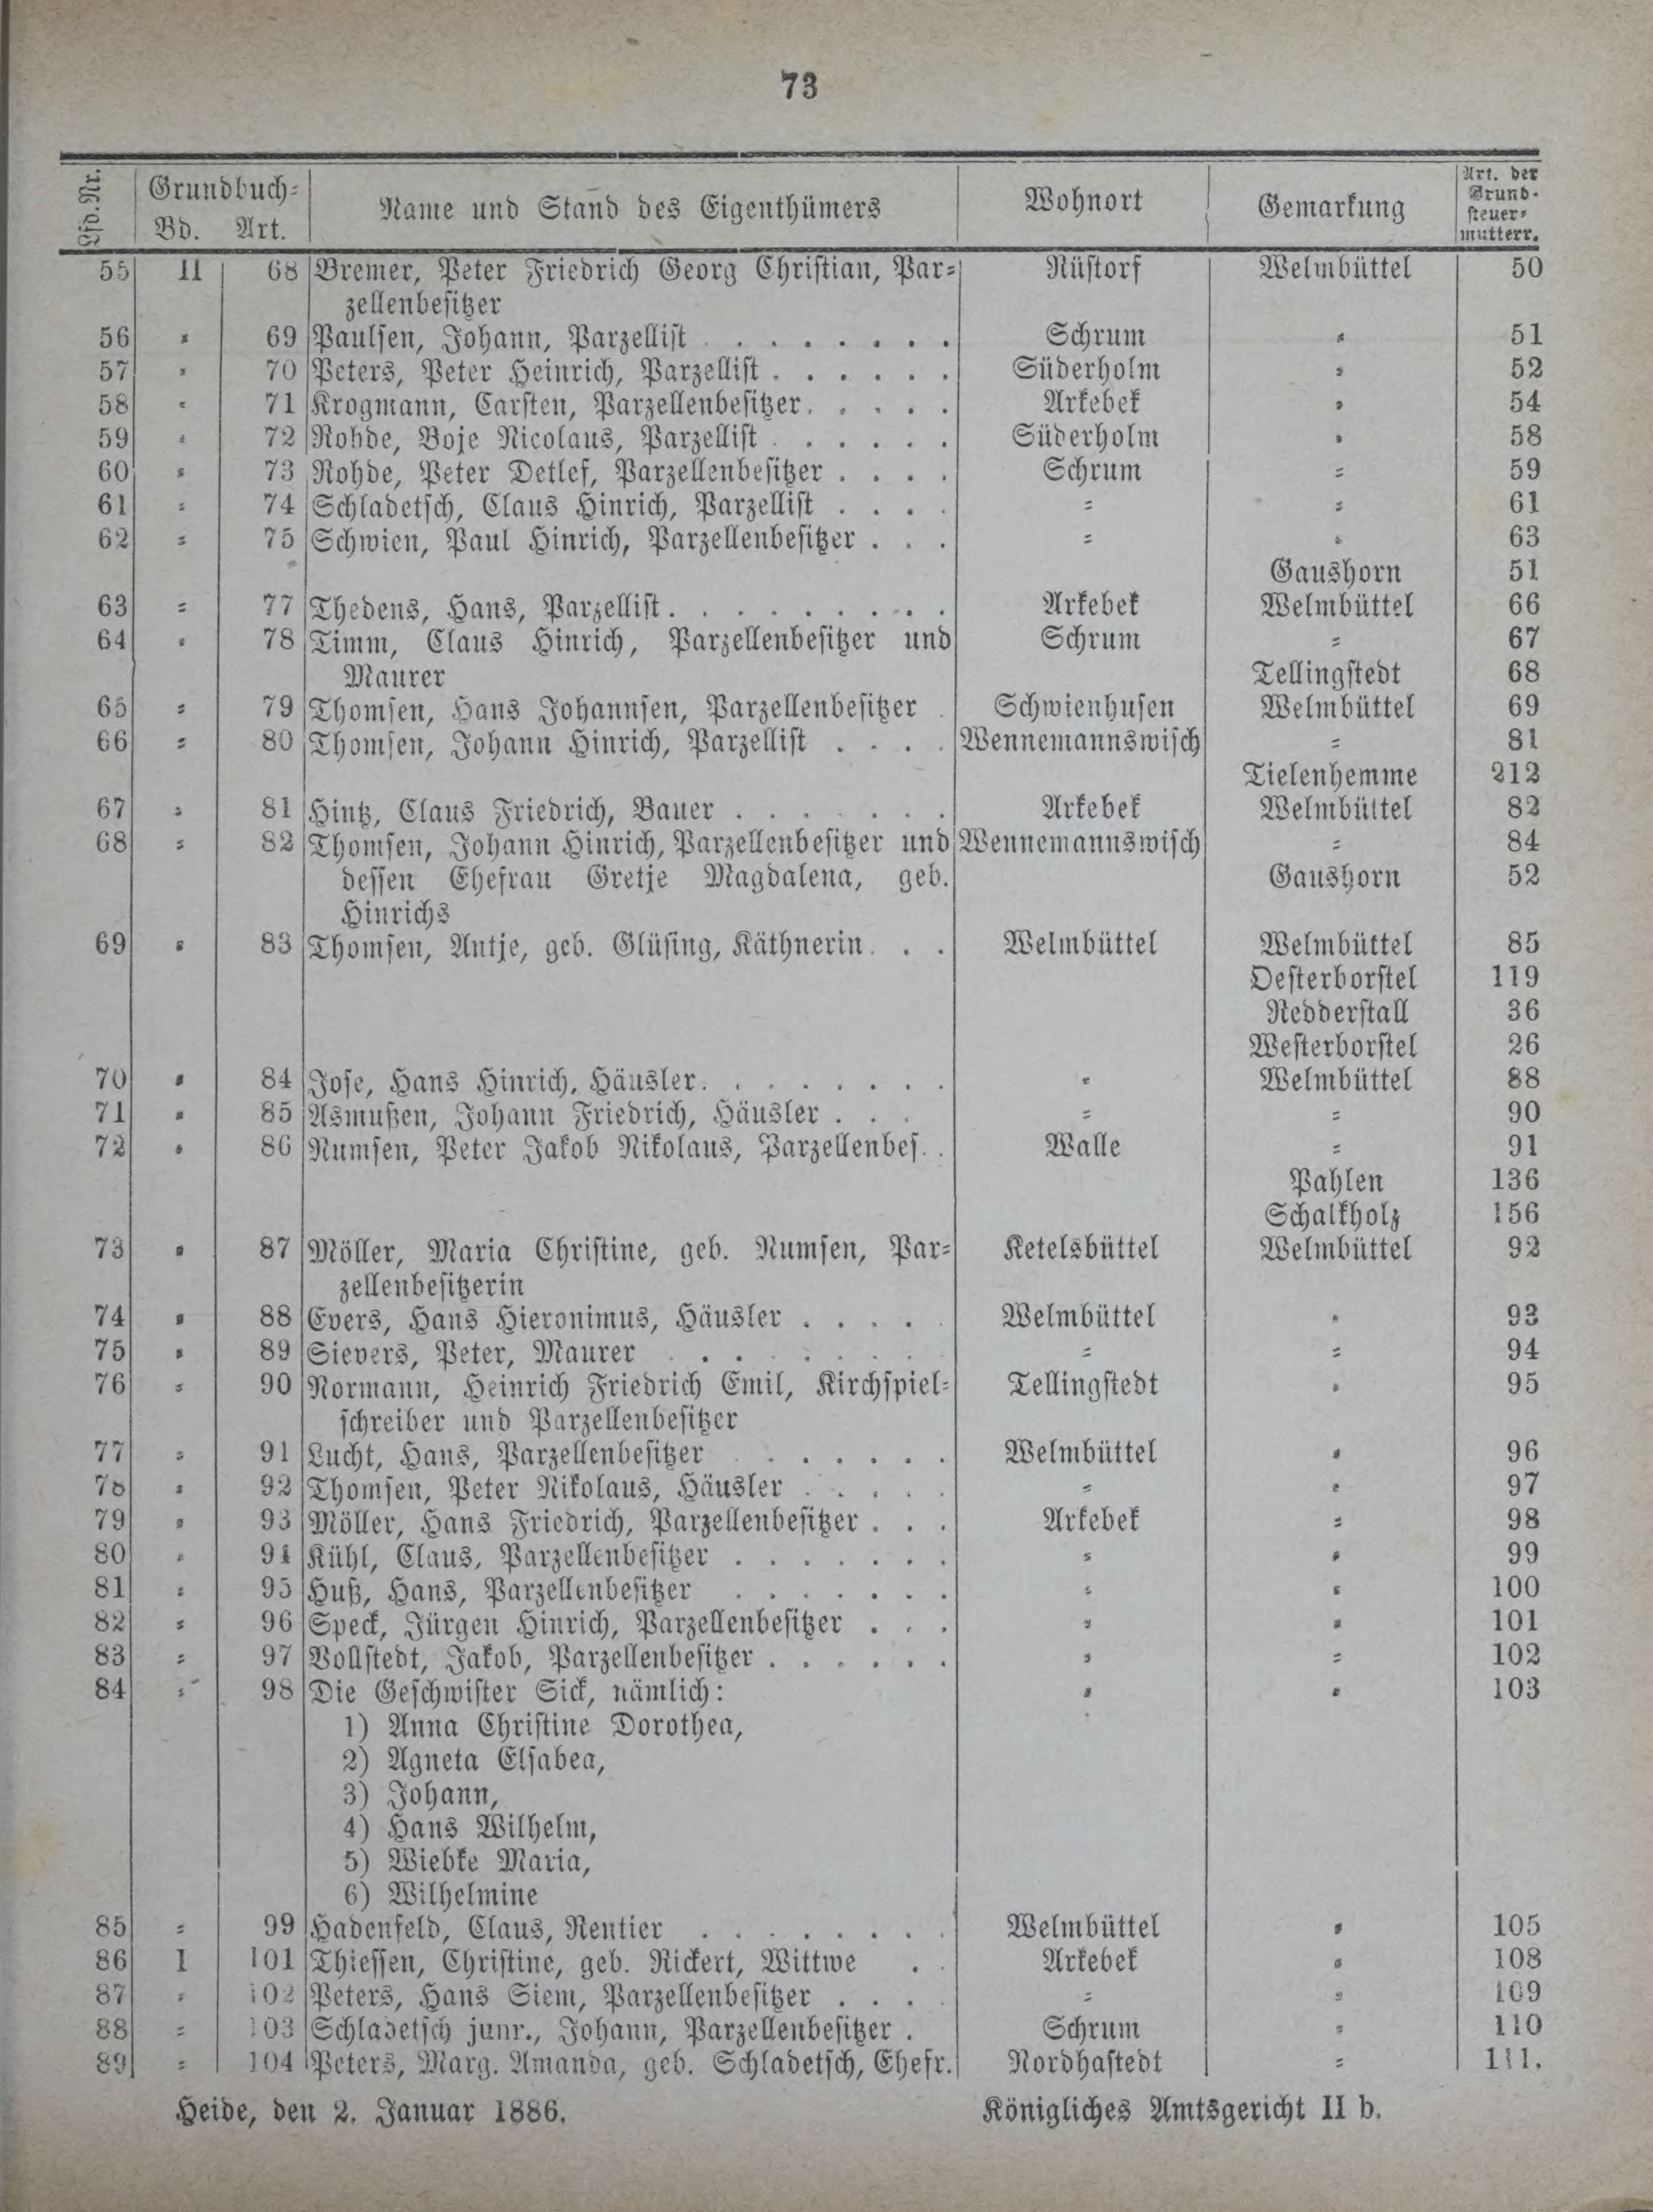 73
Lfd. Nr. Grundbuch= Bd. Art. Name und Stand des Eigenthümers Wohnort Gemarkung Art. der Grund- steuer= mutterr.
55 II 68 Bremer, Peter Friedrich Georg Christian, Par= Nüstorf Welmbüttel 50
zellenbesitzer
56 " 69 Paulsen, Johann, Parzellist . . . . . . . . Schrum " 51
57 " 70 Peters, Peter Heinrich, Parzellist . . . . . . Süderholm " 52
58 " 71 Krogmann, Carsten, Parzellenbesitzer . . . . . Arkebek " 54
59 " 72 Rohde, Boje Nicolaus, Parzellist . . . . . . Süderholm " 58
60 " 73 Rohde, Peter Detlef, Parzellenbesitzer . . . . Schrum " 59
61 " 74 Schladetsch, Claus Hinrich, Parzellist . . . . " " 61
62 " 75 Schwien, Paul Hinrich, Parzellenbesitzer . . . " " 63
Gaushorn 51
63 " 77 Thedens, Hans, Parzellist . . . . . . . . . Arkebek Welmbüttel 66
64 " 78 Timm, Claus Hinrich, Parzellenbesitzer und Schrum " 67
Maurer Tellingstedt 68
65 " 79 Thomsen, Hans Johannsen, Parzellenbesitzer . Schwienhusen Welmbüttel 69
66 " 80 Thomsen, Johann Hinrich, Parzellist . . . . Wennemannswisch " 81
Tielenhemme 212
67 " 81 Hintz, Claus Friedrich, Bauer . . . . . . . Arkebek Welmbüttel 82
68 " 82 Thomsen, Johann Hinrich, Parzellenbesitzer und Wennemannswisch " 84
dessen Ehefrau Gretje Magdalena, geb. Gaushorn 52
Hinrichs
69 " 83 Thomsen, Antje, geb. Glüsing, Käthnerin . . . Welmbüttel Welmbüttel 85
Oesterborstel 119
Redderstall 36
Westerborstel 26
70 " 84 Jose, Hans Hinrich, Häusler . . . . . . . . " Welmbüttel 88
71 " 85 Asmußen, Johann Friedrich, Häusler . . . " " 90
72 " 86 Numsen, Peter Jakob Nikolaus, Parzellenbes. . Walle " 91
Pahlen 136
Schalkholz 156
73 " 87 Möller, Maria Christine, geb. Numsen, Par= Ketelsbüttel Welmbüttel 92
zellenbesitzerin
74 " 88 Evers, Hans Hieronimus, Häusler . . . . . Welmbüttel " 93
75 " 89 Sievers, Peter, Maurer . . . . . . . . " " 94
76 " 90 Normann, Heinrich Friedrich Emil, Kirchspiel= Tellingstedt " 95
schreiber und Parzellenbesitzer
77 " 91 Lucht, Hans, Parzellenbesitzer . . . . . . . Welmbüttel " 96
78 " 92 Thomsen, Peter Nikolaus, Häusler . . . . . " " 97
79 " 93 Möller, Hans Friedrich, Parzellenbesitzer . . . Arkebek " 98
80 " 94 Kühl, Claus, Parzellenbesitzer . . . . . . . " " 99
81 " 95 Huß, Hans, Parzellenbesitzer . . . . . . . " " 100
82 " 96 Speck, Jürgen Hinrich, Parzellenbesitzer . . . " " 101
83 " 97 Vollstedt, Jakob, Parzellenbesitzer . . . . . . " " 102
84 " 98 Die Geschwister Sick, nämlich: " " 103
1) Anna Christine Dorothea,
2) Agneta Elsabea,
3) Johann,
4) Hans Wilhelm,
5) Wiebke Maria,
6) Wilhelmine
85 " 99 Hadenfeld, Claus, Rentier . . . . . . . . Welmbüttel " 105
86 I 101 Thiessen, Christine, geb. Rickert, Wittwe . . Arkebek " 108
87 " 102 Peters, Hans Siem, Parzellenbesitzer . . . . " " 109
88 " 103 Schladetsch junr., Johann, Parzellenbesitzer . Schrum " 110
89 " 104 Peters, Marg. Amanda, geb. Schladetsch, Ehefr. Nordhastedt " 111.
Heide, den 2. Januar 1886. Königliches Amtsgericht II b.